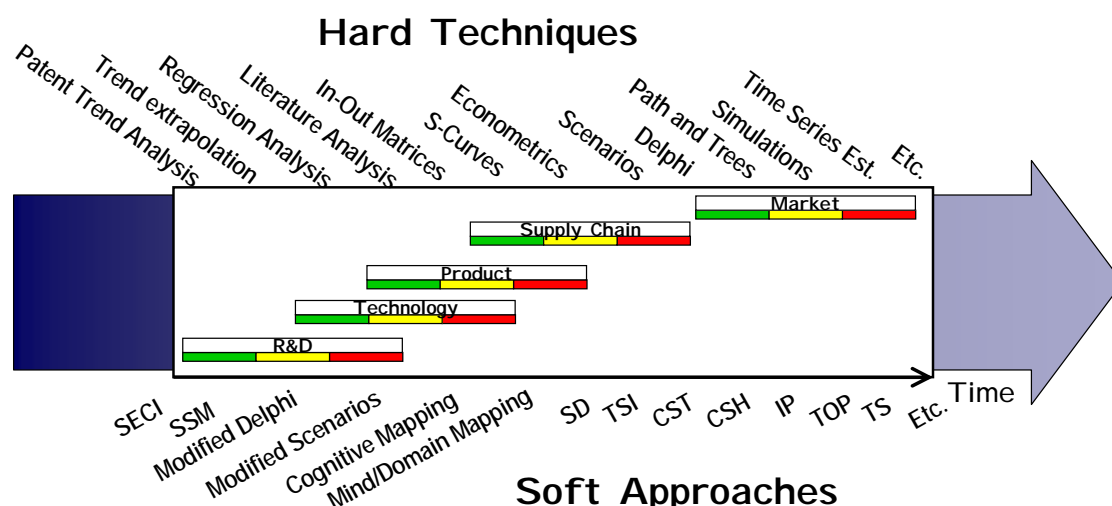 Hard Techniques
Patent Trend Analysis
Trend extrapolation
Regression Analysis
Literature Analysis
In-Out Matrices
S-Curves
Econometrics
Scenarios
Delphi
Path and Trees
Simulations
Time Series Est.
Etc.
Market
Supply Chain
Product
Technology
R&D
Time
SECI
SSM
Modified Delphi
Modified Scenarios
Cognitive Mapping
Mind/Domain Mapping
SD
TSI
CST
CSH
IP
TOP
TS
Etc.
Soft Approaches